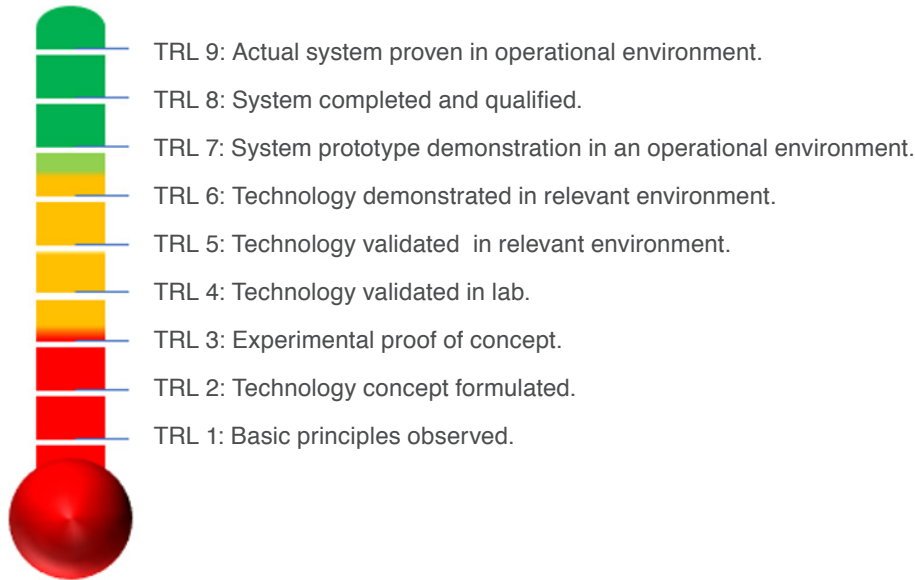 TRL 9: Actual system proven in operational environment.
TRL 8: System completed and qualified.
TRL 7: System prototype demonstration in an operational environment.
TRL 6: Technology demonstrated in relevant environment.
TRL 5: Technology validated  in relevant environment.
TRL 4: Technology validated in lab.
TRL 3: Experimental proof of concept.
TRL 2: Technology concept formulated.
TRL 1: Basic principles observed.